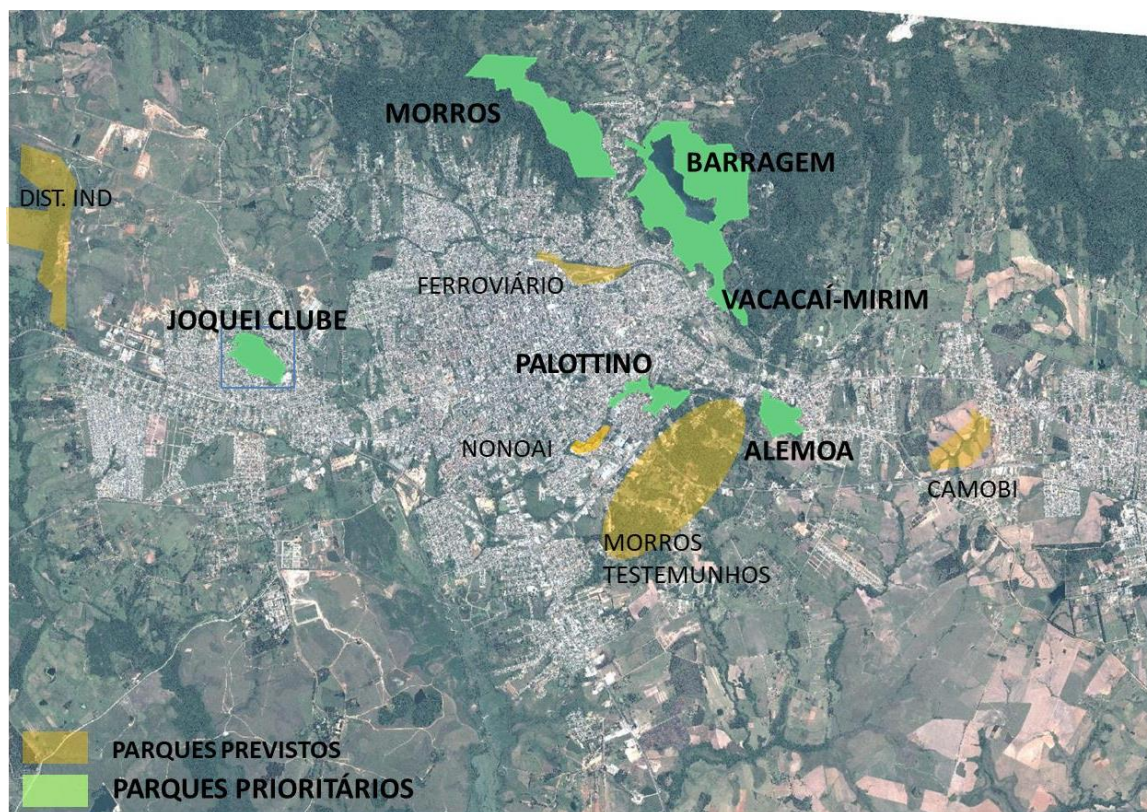 MORROS
BARRAGEM
DIST. IND
FERROVIÁRIO
VACACAÍ-MIRIM
JOQUEI CLUBE
PALOTTINO
NONOAI
ALEMOA
CAMOBI
MORROS
TESTEMUNHOS
PARQUES PREVISTOS
PARQUES PRIORITÁRIOS